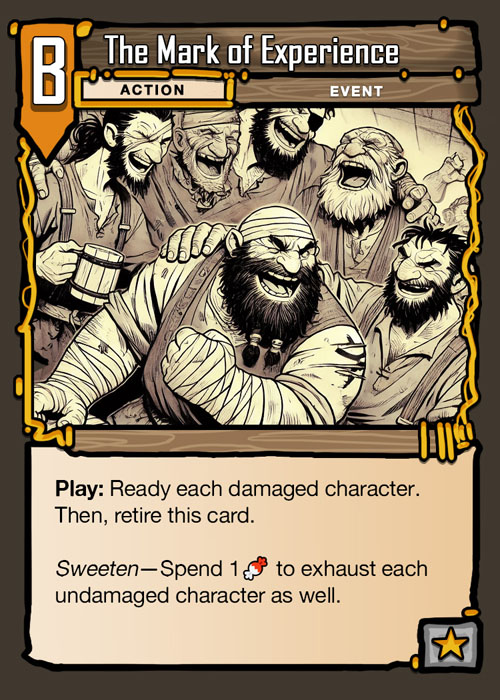 B
The Mark of Experience
ACTION
EVENT
Play: Ready each damaged character.
Then, retire this card.
Sweeten—Spend 1 to exhaust each
undamaged character as well.